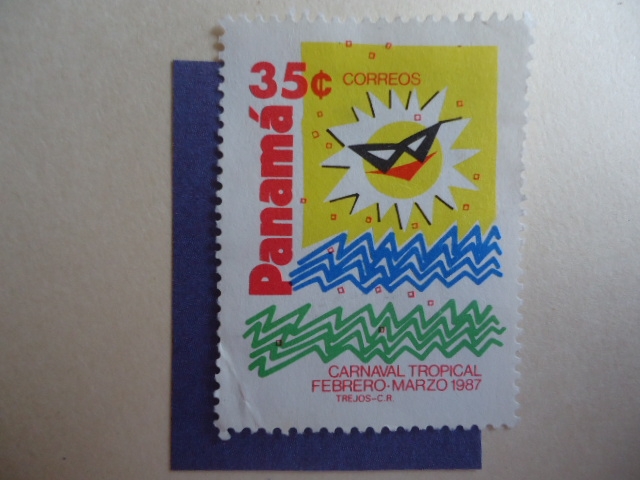 Panamá
35¢
CORREOS
CARNAVAL TROPICAL
FEBRERO·MARZO 1987
TREJOS-C.R.